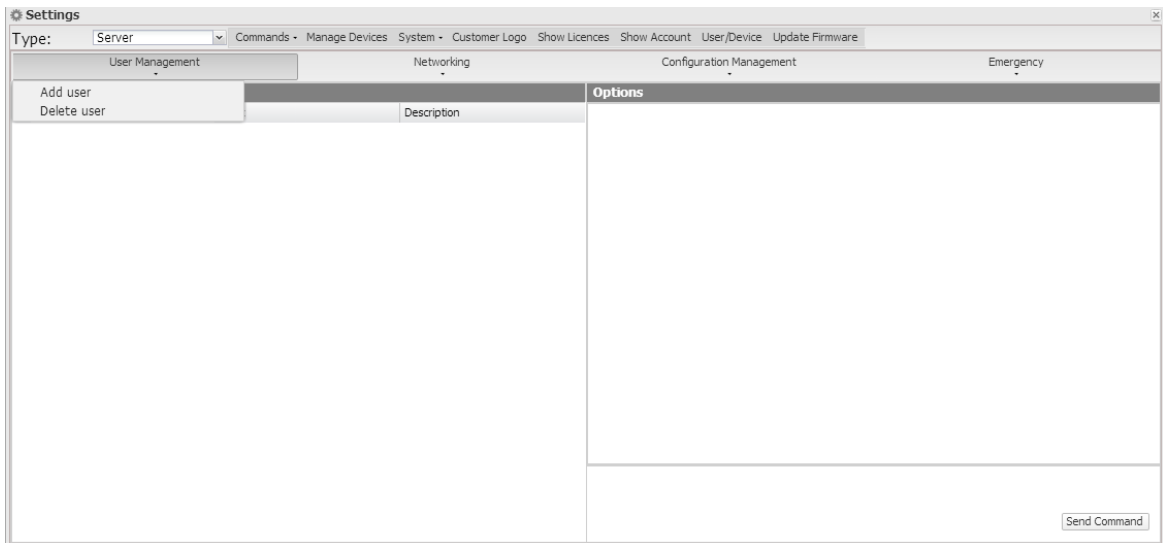 Settings
Type: Server Commands Manage Devices System Customer Logo Show Licences Show Account User/Device Update Firmware
User Management Networking Configuration Management Emergency
Add user
Delete user
Options
Description
Send Command